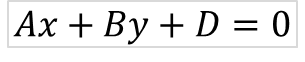 Ax + By + D = 0